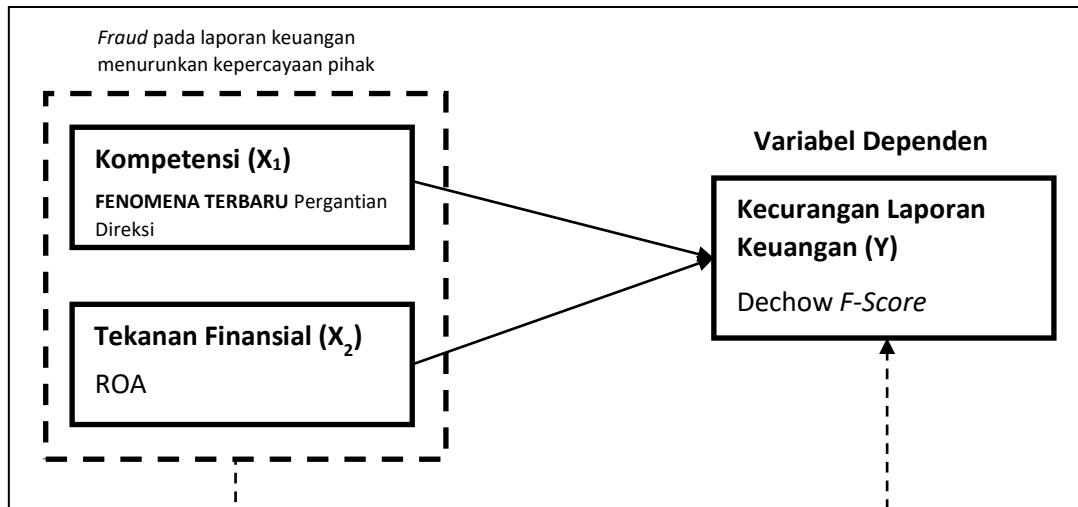 Fraud pada laporan keuangan
menurunkan kepercayaan pihak
Kompetensi (X₁)
FENOMENA TERBARU Pergantian
Direksi
Tekanan Finansial (X₂)
ROA
Variabel Dependen
Kecurangan Laporan
Keuangan (Y)
Dechow F-Score